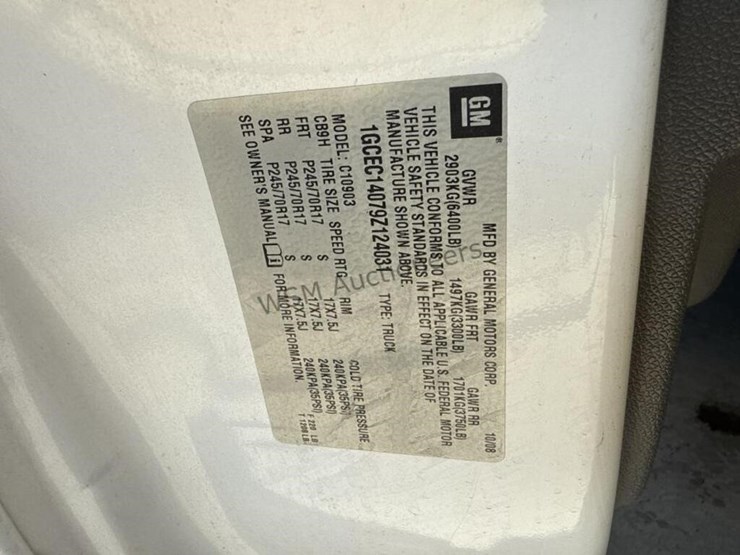 GM
MFD BY GENERAL MOTORS CORP. 10/08
GVWR GAWR FRT GAWR RR
2903KG(6400LB) 1497KG(3300LB) 1701KG(3750LB)
THIS VEHICLE CONFORMS TO ALL APPLICABLE U.S. FEDERAL MOTOR
VEHICLE SAFETY STANDARDS IN EFFECT ON THE DATE OF
MANUFACTURE SHOWN ABOVE.
1GCEC14079Z124031 TYPE: TRUCK
MODEL: C10903
CB9H TIRE SIZE SPEED RTG RIM COLD TIRE PRESSURE
FRT P245/70R17 S 17X7.5J 240KPA(35PSI)
RR P245/70R17 S 17X7.5J 240KPA(35PSI)
SPA P245/70R17 S 17X7.5J 240KPA(35PSI)
SEE OWNER'S MANUAL FOR MORE INFORMATION.